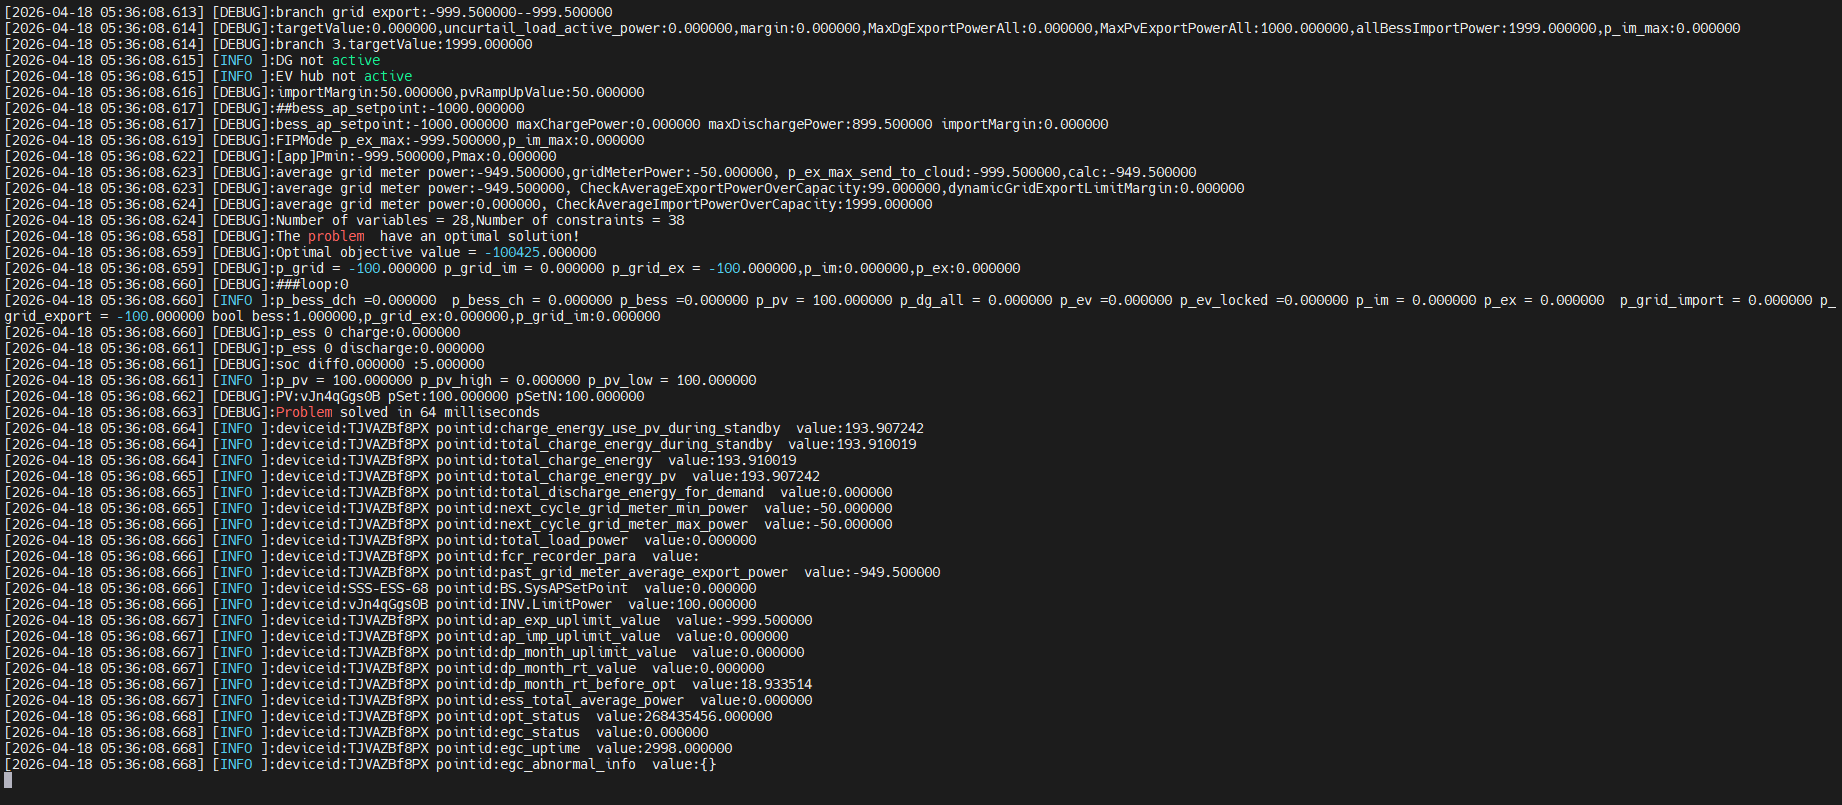 [2026-04-18 05:36:08.613] [DEBUG]:branch grid export:-999.500000--999.500000
[2026-04-18 05:36:08.614] [DEBUG]:targetValue:0.000000,uncurtail_load_active_power:0.000000,margin:0.000000,MaxDgExportPowerAll:0.000000,MaxPvExportPowerAll:1000.000000,allBessImportPower:1999.000000,p_im_max:0.000000
[2026-04-18 05:36:08.614] [DEBUG]:branch 3.targetValue:1999.000000
[2026-04-18 05:36:08.615] [INFO ]:DG not active
[2026-04-18 05:36:08.615] [INFO ]:EV hub not active
[2026-04-18 05:36:08.616] [DEBUG]:importMargin:50.000000,pvRampUpValue:50.000000
[2026-04-18 05:36:08.617] [DEBUG]:##bess_ap_setpoint:-1000.000000
[2026-04-18 05:36:08.617] [DEBUG]:bess_ap_setpoint:-1000.000000 maxChargePower:0.000000 maxDischargePower:899.500000 importMargin:0.000000
[2026-04-18 05:36:08.619] [DEBUG]:FIPMode p_ex_max:-999.500000,p_im_max:0.000000
[2026-04-18 05:36:08.622] [DEBUG]:[app]Pmin:-999.500000,Pmax:0.000000
[2026-04-18 05:36:08.623] [DEBUG]:average grid meter power:-949.500000,gridMeterPower:-50.000000, p_ex_max_send_to_cloud:-999.500000,calc:-949.500000
[2026-04-18 05:36:08.623] [DEBUG]:average grid meter power:-949.500000, CheckAverageExportPowerOverCapacity:99.000000,dynamicGridExportLimitMargin:0.000000
[2026-04-18 05:36:08.624] [DEBUG]:average grid meter power:0.000000, CheckAverageImportPowerOverCapacity:1999.000000
[2026-04-18 05:36:08.624] [DEBUG]:Number of variables = 28,Number of constraints = 38
[2026-04-18 05:36:08.658] [DEBUG]:The problem  have an optimal solution!
[2026-04-18 05:36:08.659] [DEBUG]:Optimal objective value = -100425.000000
[2026-04-18 05:36:08.659] [DEBUG]:p_grid = -100.000000 p_grid_im = 0.000000 p_grid_ex = -100.000000,p_im:0.000000,p_ex:0.000000
[2026-04-18 05:36:08.660] [DEBUG]:###loop:0
[2026-04-18 05:36:08.660] [INFO ]:p_bess_dch =0.000000  p_bess_ch = 0.000000 p_bess =0.000000 p_pv = 100.000000 p_dg_all = 0.000000 p_ev =0.000000 p_ev_locked =0.000000 p_im = 0.000000 p_ex = 0.000000  p_grid_import = 0.000000 p_
grid_export = -100.000000 bool bess:1.000000,p_grid_ex:0.000000,p_grid_im:0.000000
[2026-04-18 05:36:08.660] [DEBUG]:p_ess 0 charge:0.000000
[2026-04-18 05:36:08.661] [DEBUG]:p_ess 0 discharge:0.000000
[2026-04-18 05:36:08.661] [DEBUG]:soc diff0.000000 :5.000000
[2026-04-18 05:36:08.661] [INFO ]:p_pv = 100.000000 p_pv_high = 0.000000 p_pv_low = 100.000000
[2026-04-18 05:36:08.662] [DEBUG]:PV:vJn4qGgs0B pSet:100.000000 pSetN:100.000000
[2026-04-18 05:36:08.663] [DEBUG]:Problem solved in 64 milliseconds
[2026-04-18 05:36:08.664] [INFO ]:deviceid:TJVAZBf8PX pointid:charge_energy_use_pv_during_standby  value:193.907242
[2026-04-18 05:36:08.664] [INFO ]:deviceid:TJVAZBf8PX pointid:total_charge_energy_during_standby  value:193.910019
[2026-04-18 05:36:08.664] [INFO ]:deviceid:TJVAZBf8PX pointid:total_charge_energy  value:193.910019
[2026-04-18 05:36:08.665] [INFO ]:deviceid:TJVAZBf8PX pointid:total_charge_energy_pv  value:193.907242
[2026-04-18 05:36:08.665] [INFO ]:deviceid:TJVAZBf8PX pointid:total_discharge_energy_for_demand  value:0.000000
[2026-04-18 05:36:08.665] [INFO ]:deviceid:TJVAZBf8PX pointid:next_cycle_grid_meter_min_power  value:-50.000000
[2026-04-18 05:36:08.666] [INFO ]:deviceid:TJVAZBf8PX pointid:next_cycle_grid_meter_max_power  value:-50.000000
[2026-04-18 05:36:08.666] [INFO ]:deviceid:TJVAZBf8PX pointid:total_load_power  value:0.000000
[2026-04-18 05:36:08.666] [INFO ]:deviceid:TJVAZBf8PX pointid:fcr_recorder_para  value:
[2026-04-18 05:36:08.666] [INFO ]:deviceid:TJVAZBf8PX pointid:past_grid_meter_average_export_power  value:-949.500000
[2026-04-18 05:36:08.666] [INFO ]:deviceid:SSS-ESS-68 pointid:BS.SysAPSetPoint  value:0.000000
[2026-04-18 05:36:08.666] [INFO ]:deviceid:vJn4qGgs0B pointid:INV.LimitPower  value:100.000000
[2026-04-18 05:36:08.667] [INFO ]:deviceid:TJVAZBf8PX pointid:ap_exp_uplimit_value  value:-999.500000
[2026-04-18 05:36:08.667] [INFO ]:deviceid:TJVAZBf8PX pointid:ap_imp_uplimit_value  value:0.000000
[2026-04-18 05:36:08.667] [INFO ]:deviceid:TJVAZBf8PX pointid:dp_month_uplimit_value  value:0.000000
[2026-04-18 05:36:08.667] [INFO ]:deviceid:TJVAZBf8PX pointid:dp_month_rt_value  value:0.000000
[2026-04-18 05:36:08.667] [INFO ]:deviceid:TJVAZBf8PX pointid:dp_month_rt_before_opt  value:18.933514
[2026-04-18 05:36:08.667] [INFO ]:deviceid:TJVAZBf8PX pointid:ess_total_average_power  value:0.000000
[2026-04-18 05:36:08.668] [INFO ]:deviceid:TJVAZBf8PX pointid:opt_status  value:268435456.000000
[2026-04-18 05:36:08.668] [INFO ]:deviceid:TJVAZBf8PX pointid:egc_status  value:0.000000
[2026-04-18 05:36:08.668] [INFO ]:deviceid:TJVAZBf8PX pointid:egc_uptime  value:2998.000000
[2026-04-18 05:36:08.668] [INFO ]:deviceid:TJVAZBf8PX pointid:egc_abnormal_info  value:{}